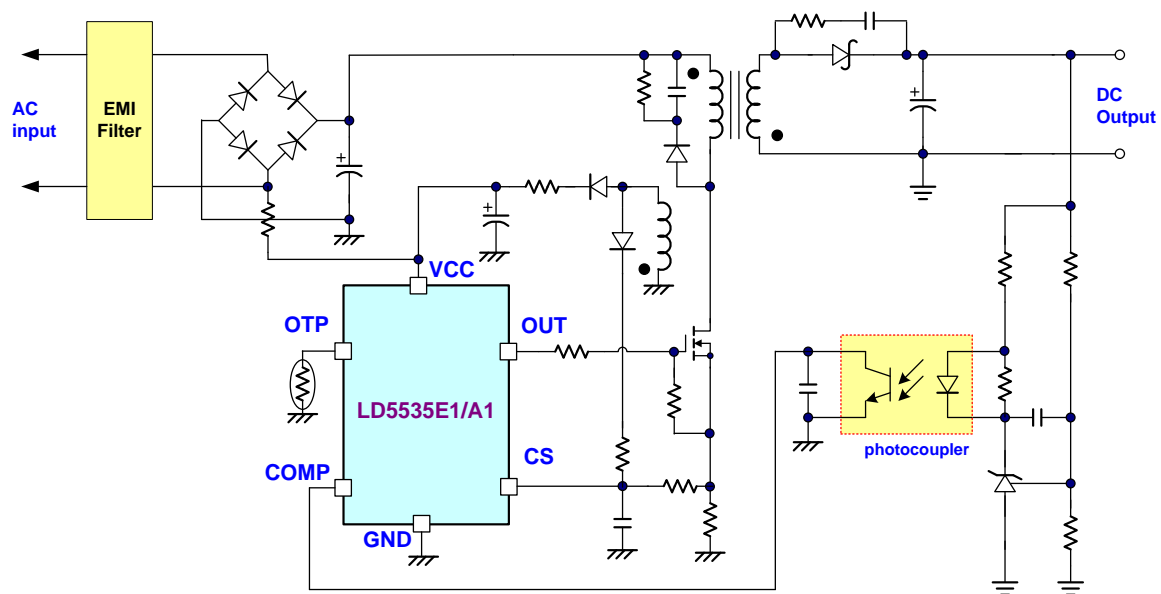 AC
input
EMI
Filter
+
+
+
DC
Output
VCC
OTP
OUT
LD5535E1/A1
COMP
CS
GND
photocoupler